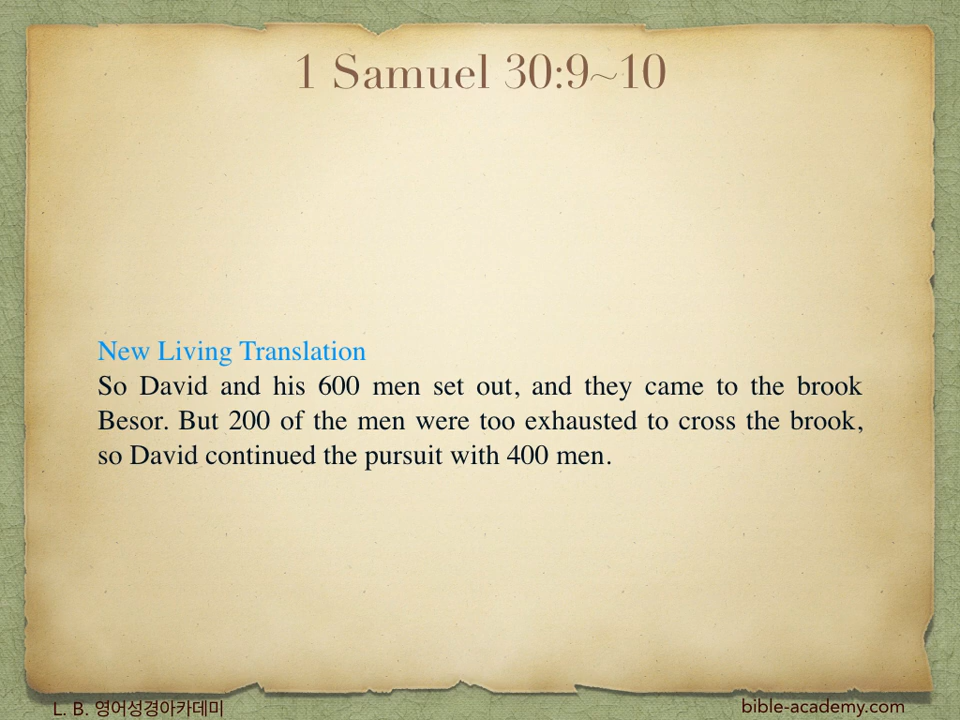 1 Samuel 30:9~10
New Living Translation
So David and his 600 men set out, and they came to the brook
Besor. But 200 of the men were too exhausted to cross the brook,
so David continued the pursuit with 400 men.
L. B. 영어성경아카데미
bible-academy.com